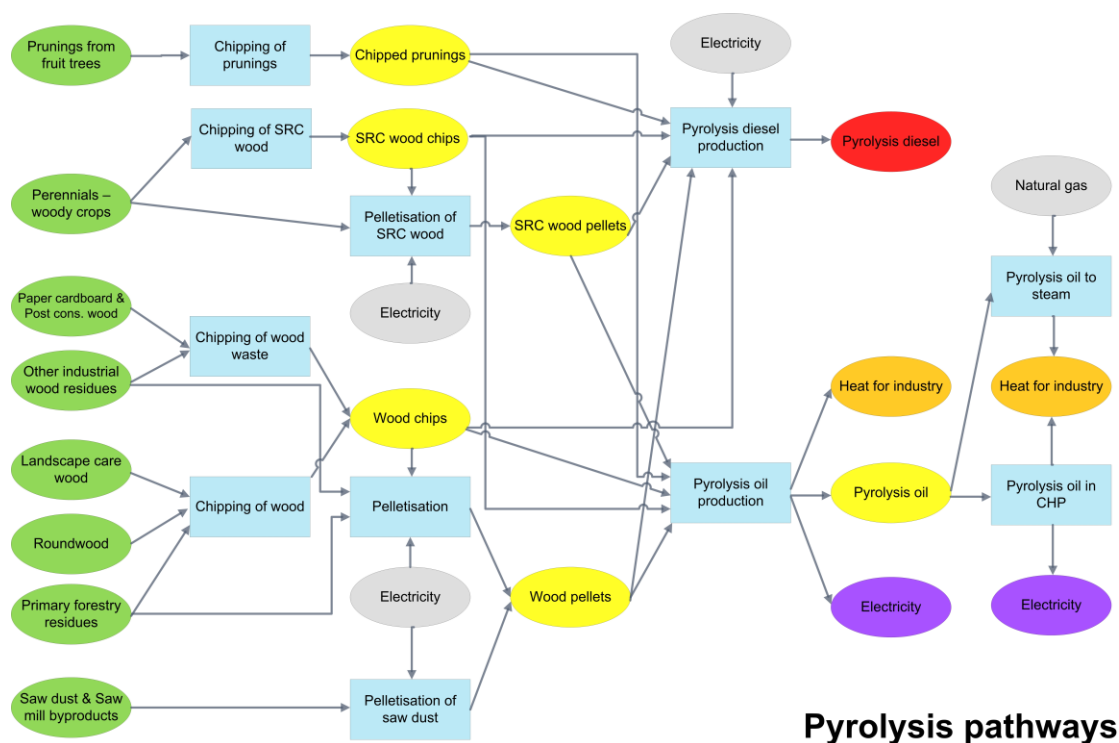 Prunings from
fruit trees
Chipping of
prunings
Chipped prunings
Electricity
Chipping of SRC
wood
SRC wood chips
Pyrolysis diesel
production
Pyrolysis diesel
Perennials –
woody crops
Pelletisation of
SRC wood
SRC wood pellets
Natural gas
Electricity
Pyrolysis oil to
steam
Paper cardboard &
Post cons. wood
Chipping of wood
waste
Other industrial
wood residues
Wood chips
Heat for industry
Heat for industry
Landscape care
wood
Chipping of wood
Pelletisation
Pyrolysis oil
production
Pyrolysis oil
Pyrolysis oil in
CHP
Roundwood
Primary forestry
residues
Electricity
Wood pellets
Electricity
Electricity
Saw dust & Saw
mill byproducts
Pelletisation of
saw dust
Pyrolysis pathways